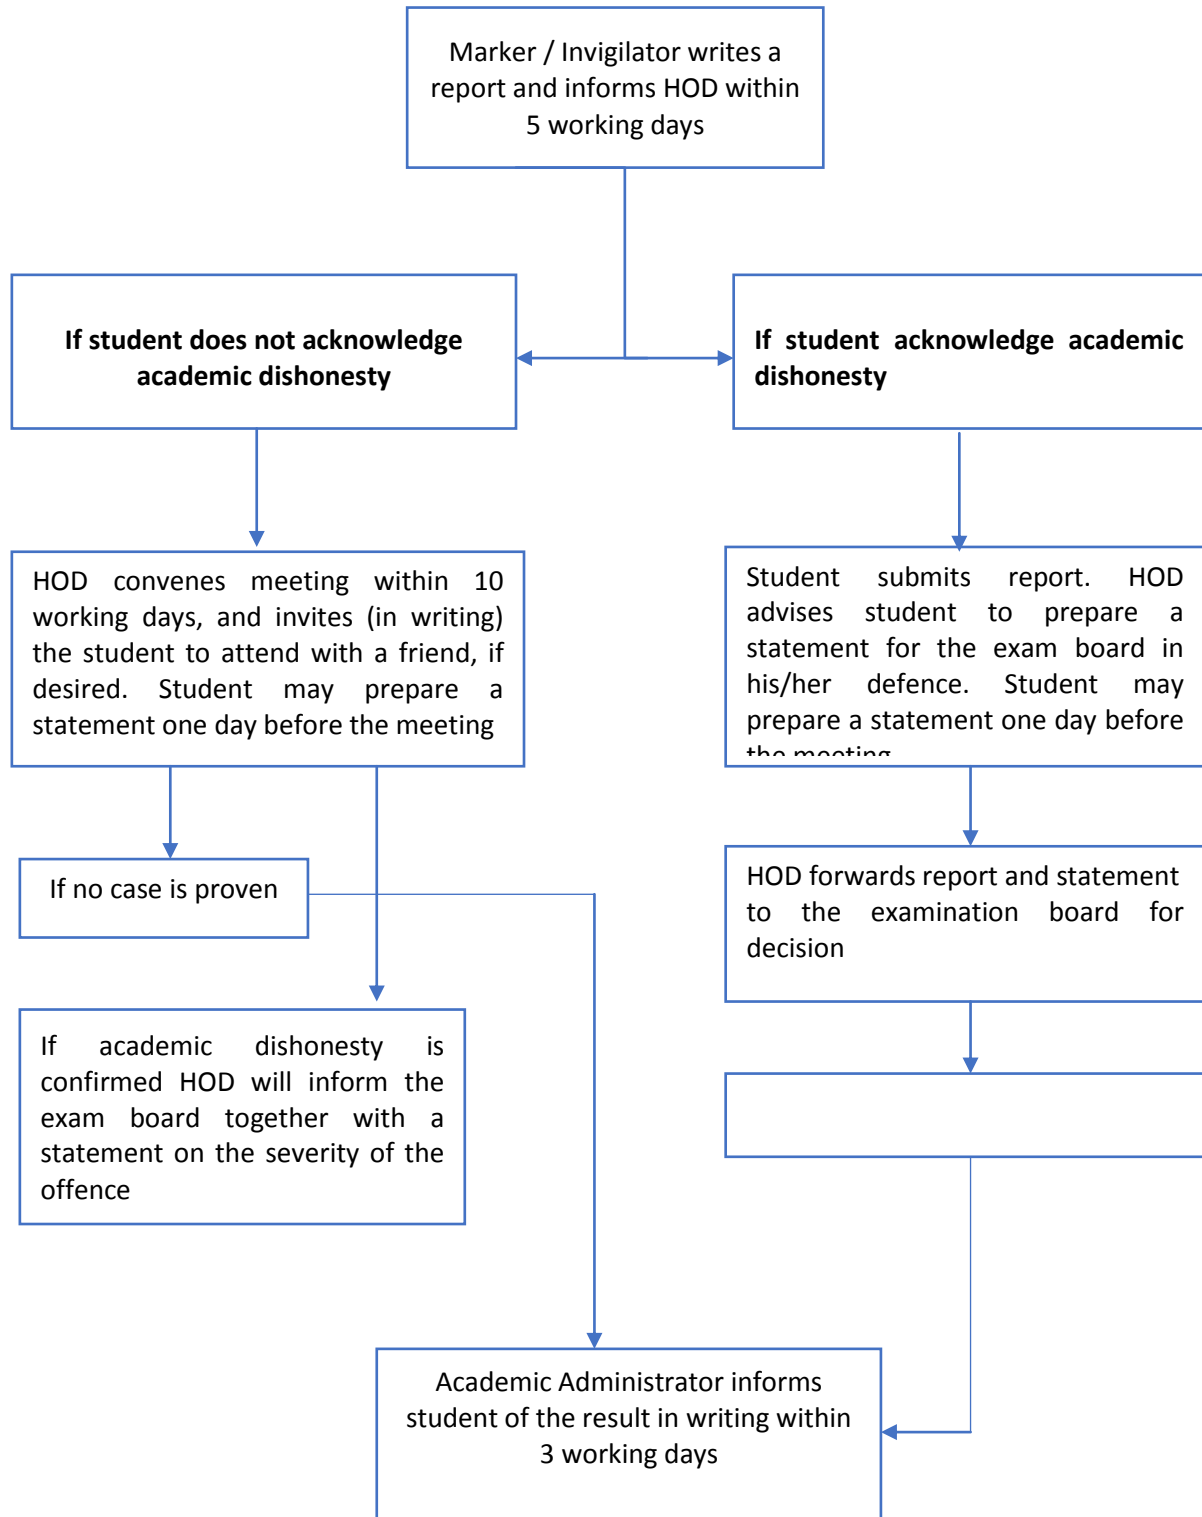 Marker / Invigilator writes a
report and informs HOD within
5 working days
If student does not acknowledge
academic dishonesty
If student acknowledge academic
dishonesty
HOD convenes meeting within 10
working days, and invites (in writing)
the student to attend with a friend, if
desired. Student may prepare a
statement one day before the meeting
Student submits report. HOD
advises student to prepare a
statement for the exam board in
his/her defence. Student may
prepare a statement one day before
the meeting
If no case is proven
HOD forwards report and statement
to the examination board for
decision
If academic dishonesty is
confirmed HOD will inform the
exam board together with a
statement on the severity of the
offence
Academic Administrator informs
student of the result in writing within
3 working days